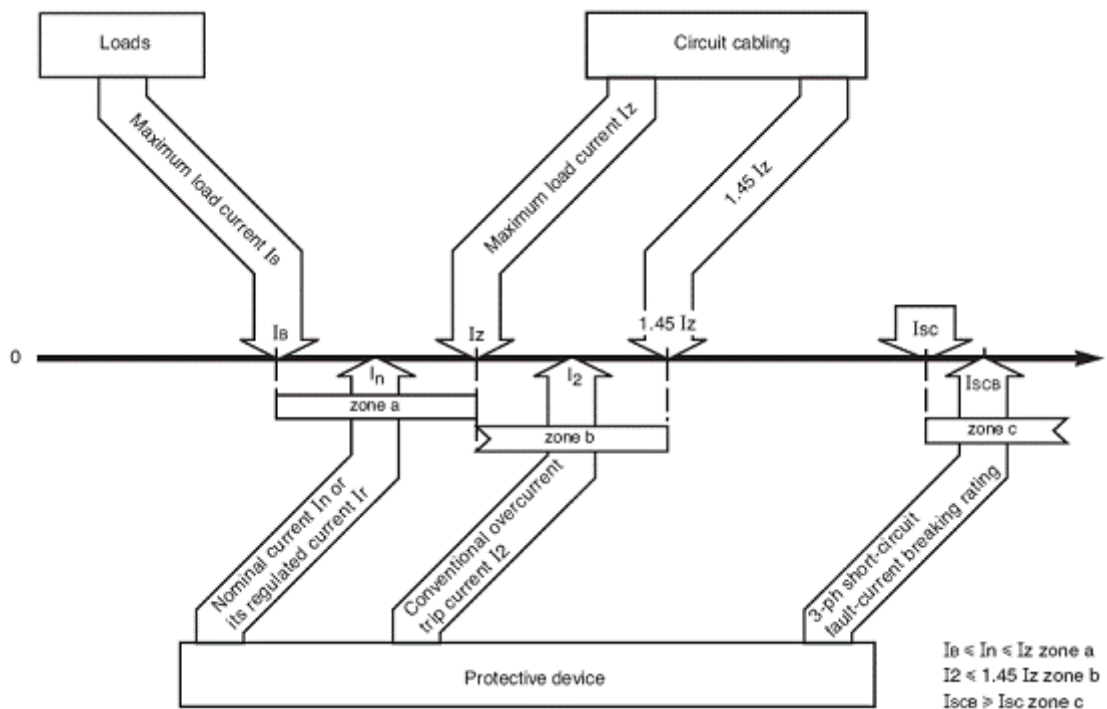 Loads
Circuit cabling
Maximum load current IB
Maximum load current Iz
1.45 Iz
IB
Iz
1.45 Iz
Isc
0
In
I2
ISCB
zone a
zone b
zone c
Nominal current In or
its regulated current Ir
Conventional overcurrent
trip current I2
3-ph short-circuit
fault-current breaking rating
Protective device
IB ⩽ In ⩽ Iz zone a
I2 ⩽ 1.45 Iz zone b
ISCB ⩾ Isc zone c